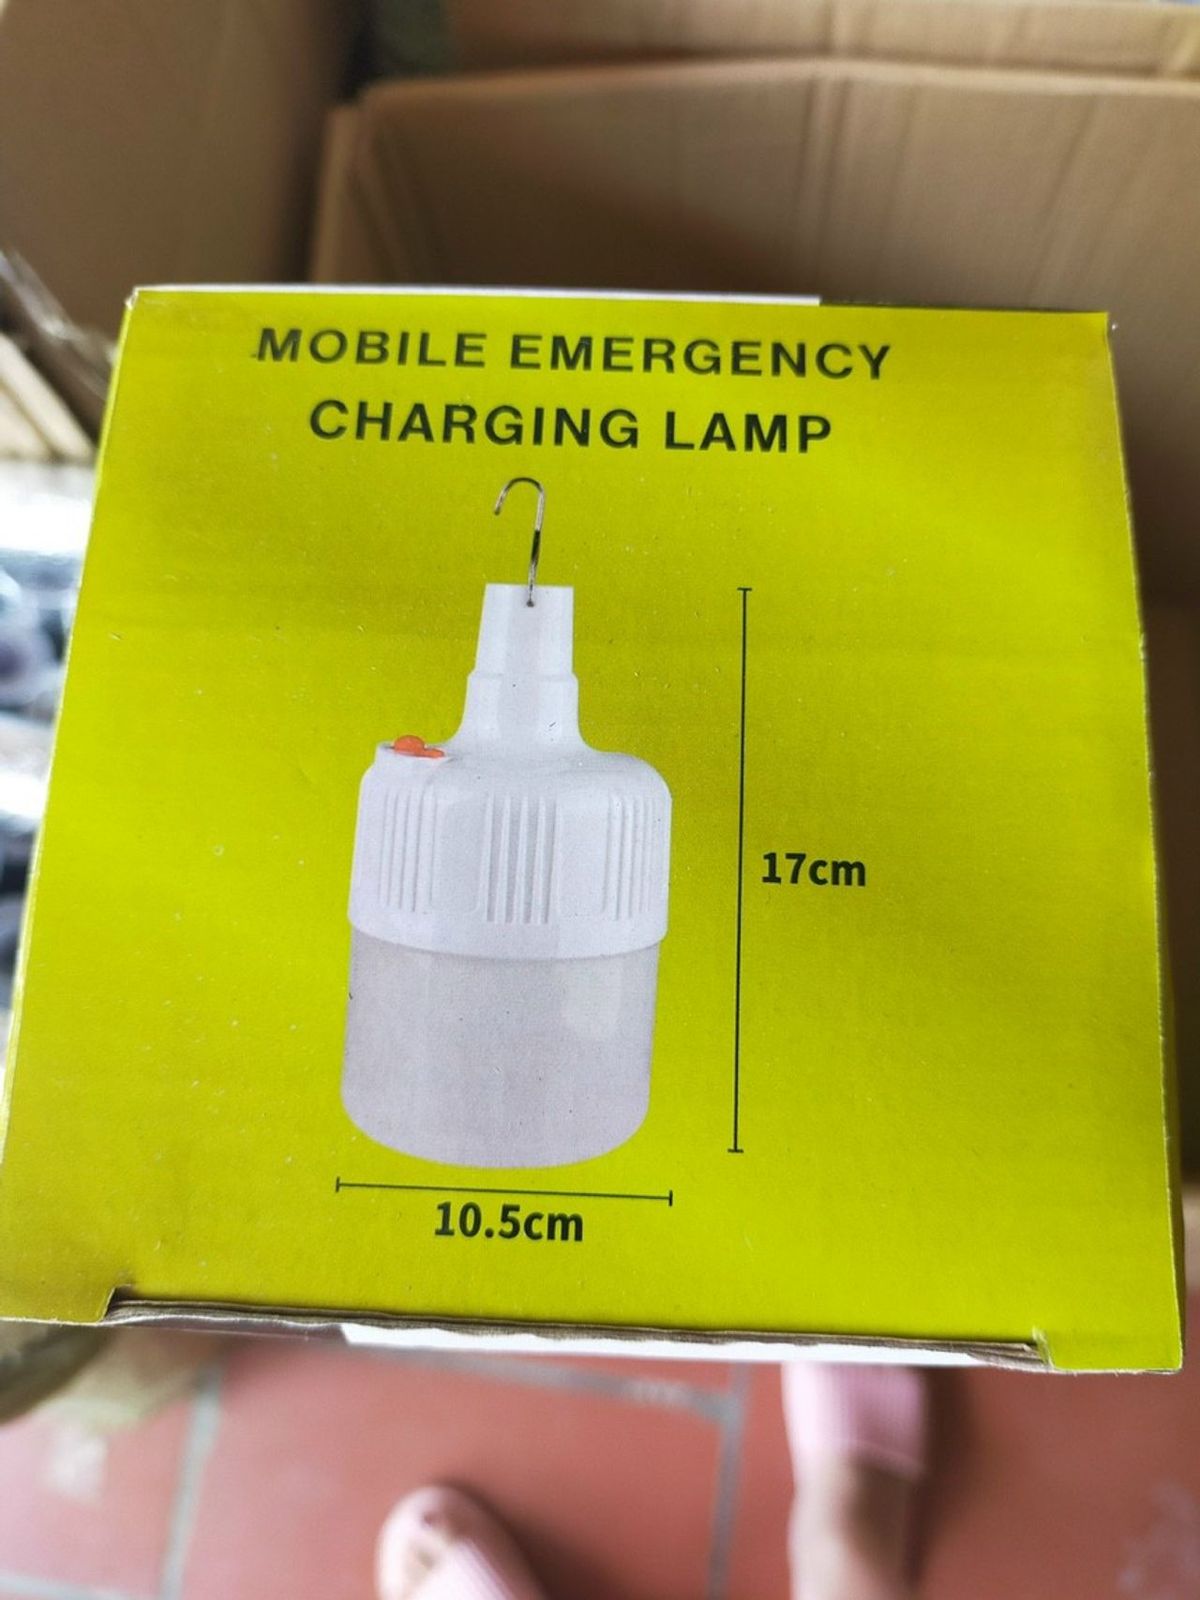 MOBILE EMERGENCY
CHARGING LAMP
17cm
10.5cm